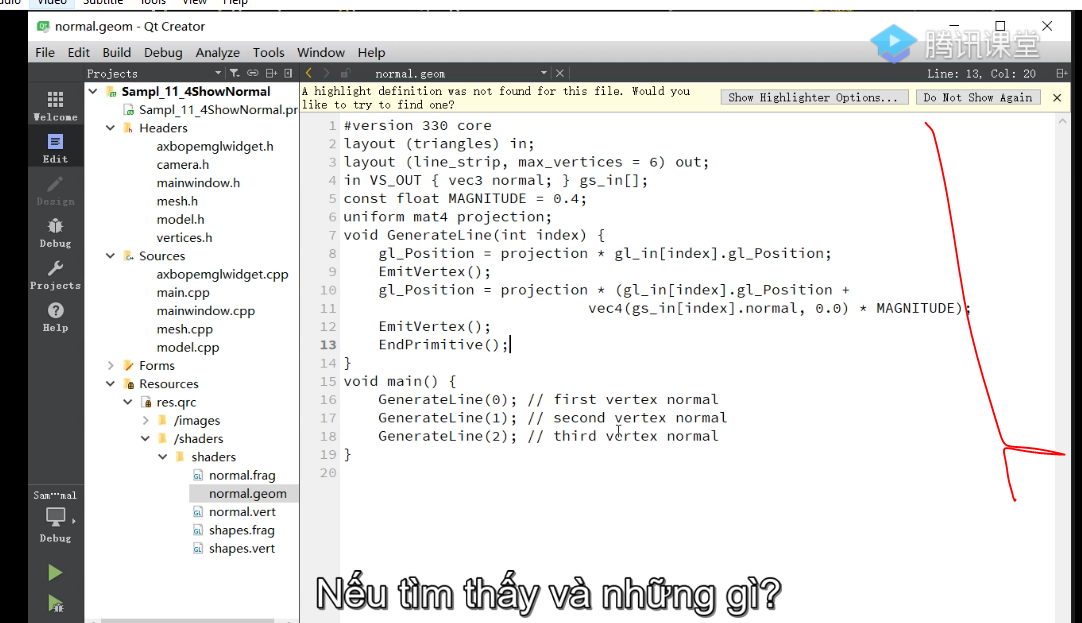 Video Subtitle Tools View Help
normal.geom - Qt Creator
腾讯课堂
File Edit Build Debug Analyze Tools Window Help
Projects
normal.geom
Line: 13, Col: 20
A highlight definition was not found for this file. Would you
like to try to find one?
Show Highlighter Options...
Do Not Show Again
Welcome
Edit
Design
Debug
Projects
Help
Sam···mal
Debug
Sampl_11_4ShowNormal
Sampl_11_4ShowNormal.pr
Headers
axbopemglwidget.h
camera.h
mainwindow.h
mesh.h
model.h
vertices.h
Sources
axbopemglwidget.cpp
main.cpp
mainwindow.cpp
mesh.cpp
model.cpp
Forms
Resources
res.qrc
/images
/shaders
shaders
normal.frag
normal.geom
normal.vert
shapes.frag
shapes.vert
1 #version 330 core
2 layout (triangles) in;
3 layout (line_strip, max_vertices = 6) out;
4 in VS_OUT { vec3 normal; } gs_in[];
5 const float MAGNITUDE = 0.4;
6 uniform mat4 projection;
7 void GenerateLine(int index) {
8 gl_Position = projection * gl_in[index].gl_Position;
9 EmitVertex();
10 gl_Position = projection * (gl_in[index].gl_Position +
11 vec4(gs_in[index].normal, 0.0) * MAGNITUDE);
12 EmitVertex();
13 EndPrimitive();
14 }
15 void main() {
16 GenerateLine(0); // first vertex normal
17 GenerateLine(1); // second vertex normal
18 GenerateLine(2); // third vertex normal
19 }
20
Nếu tìm thấy và những gì?